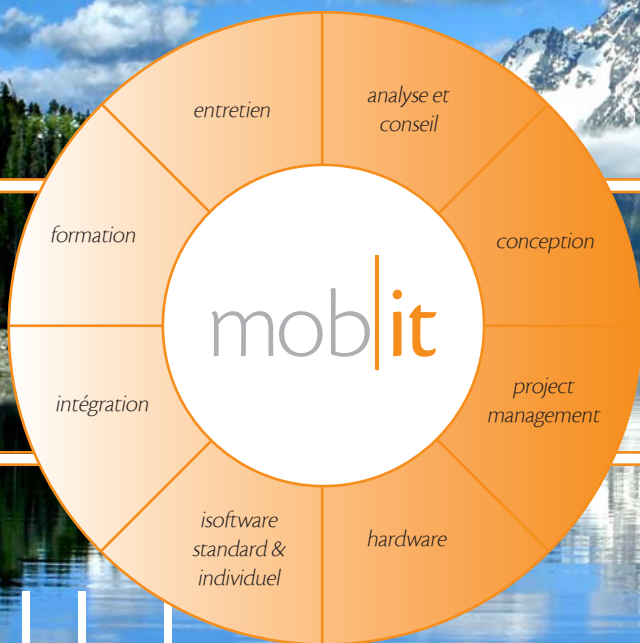 analyse et
conseil
conception
project
management
hardware
isoftware
standard &
individuel
intégration
formation
entretien
mob|it